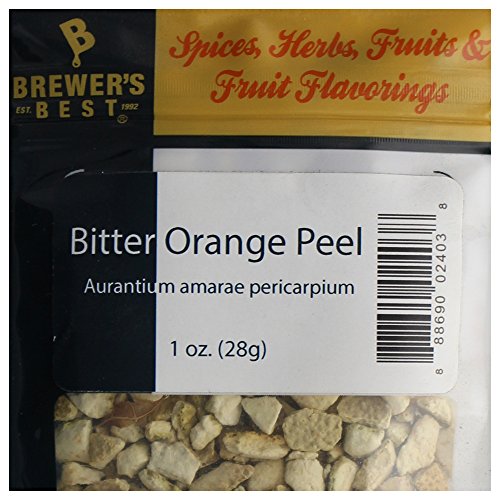 B
BREWER'S
EST. BEST 1992 ®
Spices, Herbs, Fruits &
Fruit Flavorings
Bitter Orange Peel
Aurantium amarae pericarpium
1 oz. (28g)
8 88690 02403 8